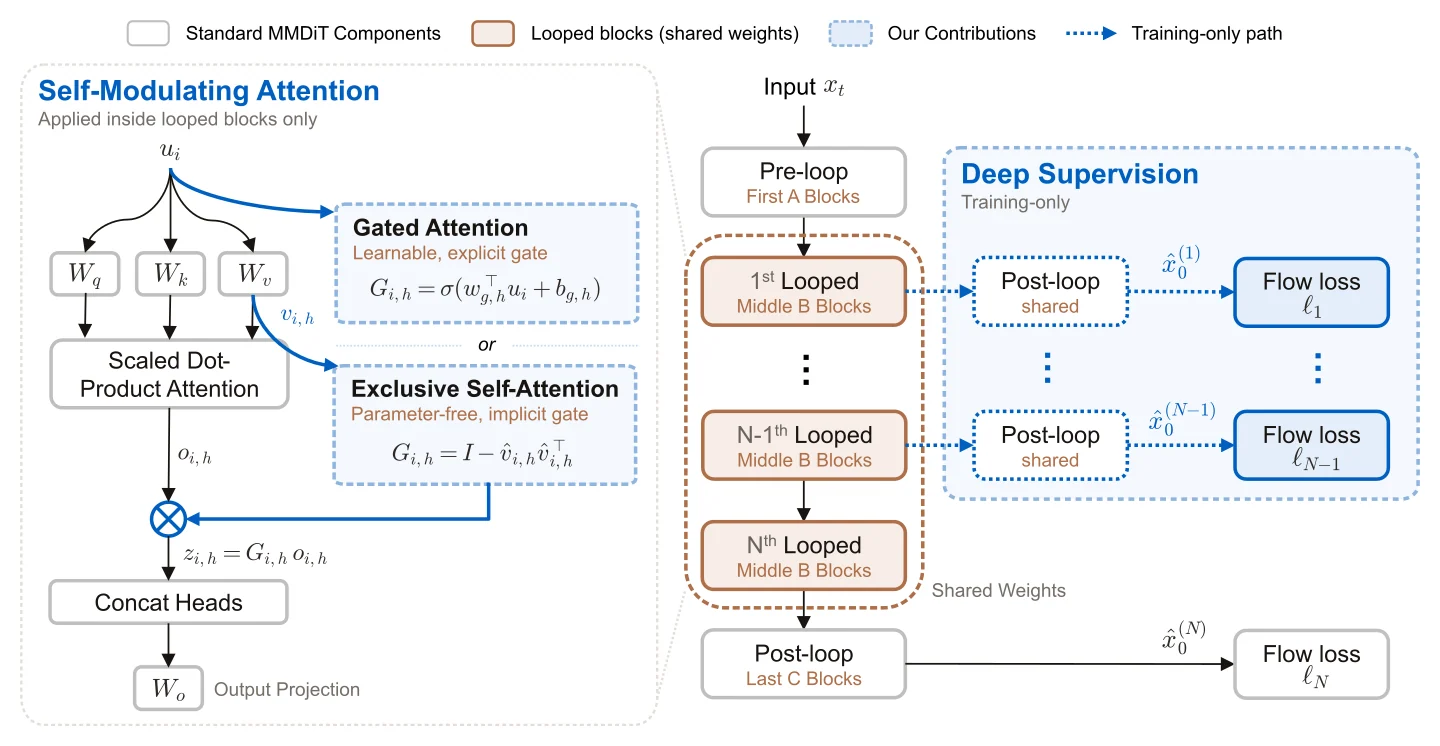 Standard MMDiT Components
Looped blocks (shared weights)
Our Contributions
Training-only path
Self-Modulating Attention
Applied inside looped blocks only
u_i
W_q
W_k
W_v
Gated Attention
Learnable, explicit gate
G_{i,h} = σ(w_{g,h}^⊤ u_i + b_{g,h})
v_{i,h}
or
Scaled Dot-
Product Attention
Exclusive Self-Attention
Parameter-free, implicit gate
G_{i,h} = I − v̂_{i,h} v̂_{i,h}^⊤
o_{i,h}
z_{i,h} = G_{i,h} o_{i,h}
Concat Heads
W_o
Output Projection
Input x_t
Pre-loop
First A Blocks
1st Looped
Middle B Blocks
⋮
N-1th Looped
Middle B Blocks
Nth Looped
Middle B Blocks
Shared Weights
Post-loop
Last C Blocks
Deep Supervision
Training-only
Post-loop
shared
x̂_0^{(1)}
Flow loss
ℓ_1
⋮
⋮
Post-loop
shared
x̂_0^{(N−1)}
Flow loss
ℓ_{N−1}
x̂_0^{(N)}
Flow loss
ℓ_N